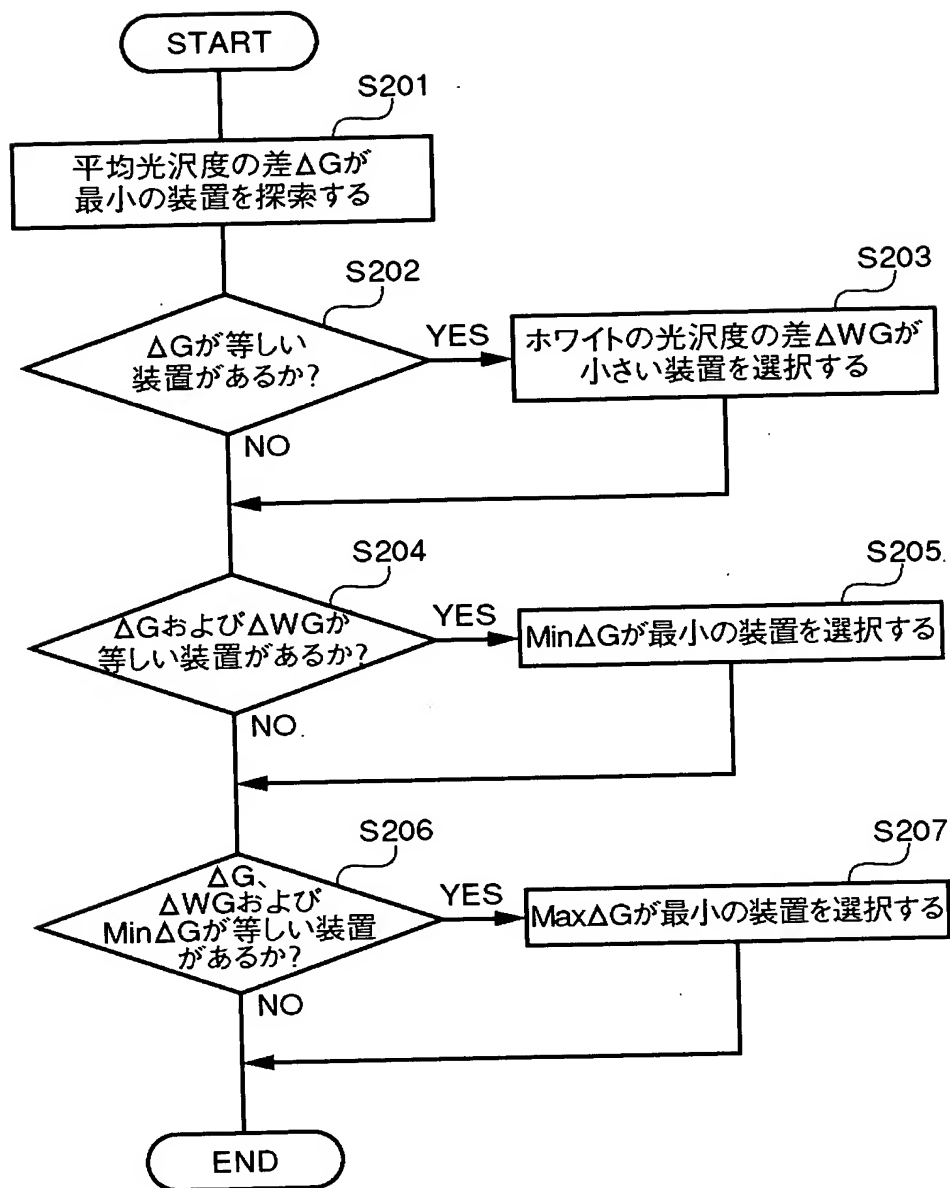 START
S201
平均光沢度の差ΔGが
最小の装置を探索する
S202
ΔGが等しい
装置があるか?
YES
S203
ホワイトの光沢度の差ΔWGが
小さい装置を選択する
NO
S204
ΔGおよびΔWGが
等しい装置があるか?
YES
S205
MinΔGが最小の装置を選択する
NO
S206
ΔG、
ΔWGおよび
MinΔGが等しい装置
があるか?
YES
S207
MaxΔGが最小の装置を選択する
NO
END